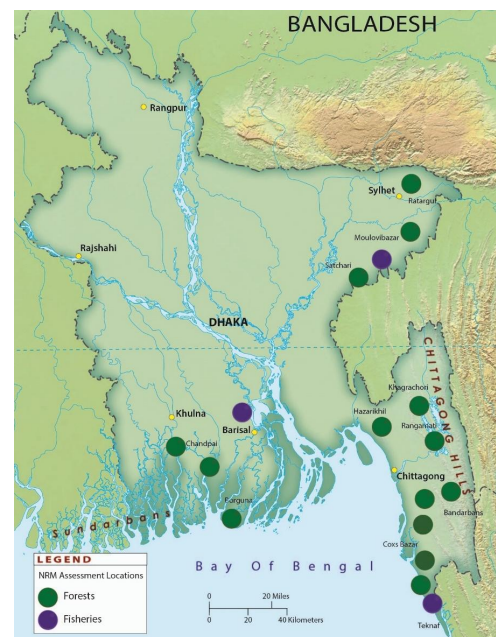 BANGLADESH
Rangpur
Sylhet
Ratargul
Moulovibazar
Satchari
Rajshahi
DHAKA
CHITTAGONG HILLS
Khagrachori
Hazarikhil
Rangamati
Khulna
Chandpai
Barisal
Chittagong
Bandarbans
Borguna
Sundarbans
Coxs Bazar
Bay Of Bengal
Teknaf
LEGEND
NRM Assessment Locations
Forests
Fisheries
0 20 Miles
0 20 40 Kilometers